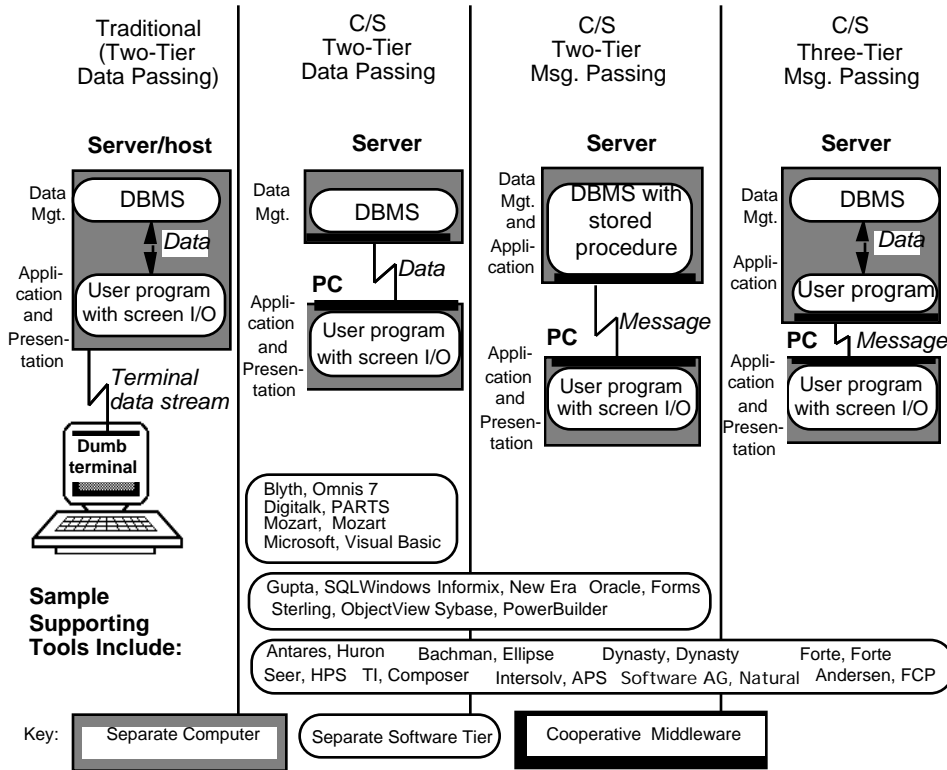 Traditional
(Two-Tier
Data Passing)
C/S
Two-Tier
Data Passing
C/S
Two-Tier
Msg. Passing
C/S
Three-Tier
Msg. Passing
Server/host
Data
Mgt.
DBMS
Data
Appli-
cation
and
Presen-
tation
User program
with screen I/O
Terminal
data stream
Dumb
terminal
Server
Data
Mgt.
DBMS
Data
PC
Appli-
cation
and
Presen-
tation
User program
with screen I/O
Server
Data
Mgt.
and
Appli-
cation
DBMS with
stored
procedure
Message
PC
Appli-
cation
and
Presen-
tation
User program
with screen I/O
Server
Data
Mgt.
DBMS
Data
Appli-
cation
User program
PC
Message
Appli-
cation
and
Presen-
tation
User program
with screen I/O
Blyth, Omnis 7
Digitalk, PARTS
Mozart, Mozart
Microsoft, Visual Basic
Gupta, SQLWindows Informix, New Era Oracle, Forms
Sterling, ObjectView Sybase, PowerBuilder
Sample
Supporting
Tools Include:
Antares, Huron Bachman, Ellipse Dynasty, Dynasty Forte, Forte
Seer, HPS TI, Composer Intersolv, APS Software AG, Natural Andersen, FCP
Key: Separate Computer Separate Software Tier Cooperative Middleware